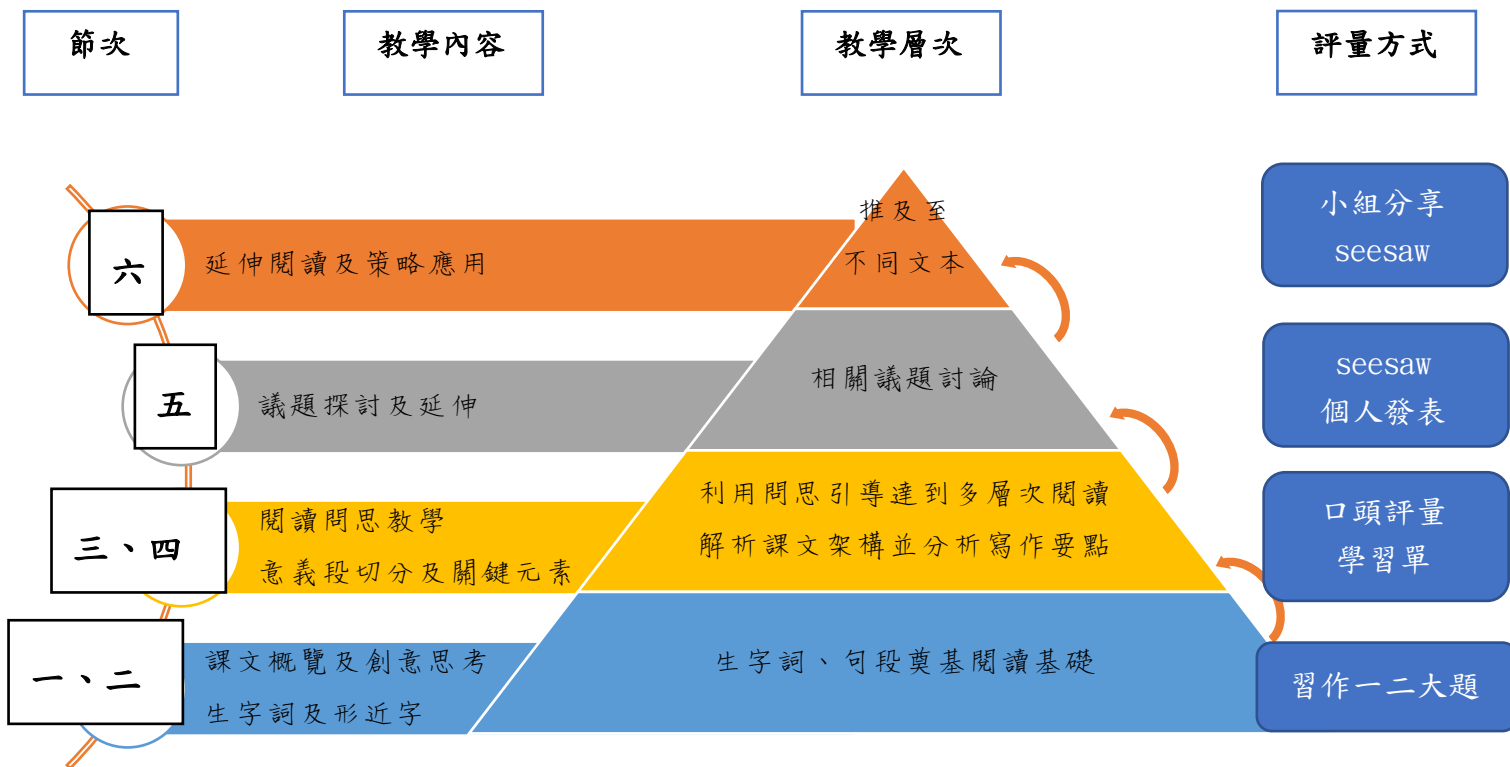 節次
教學內容
教學層次
評量方式
六
延伸閱讀及策略應用
推及至
不同文本
小組分享
seesaw
五
議題探討及延伸
相關議題討論
seesaw
個人發表
三、四
閱讀問思教學
意義段切分及關鍵元素
利用問思引導達到多層次閱讀
解析課文架構並分析寫作要點
口頭評量
學習單
一、二
課文概覽及創意思考
生字詞及形近字
生字詞、句段奠基閱讀基礎
習作一二大題